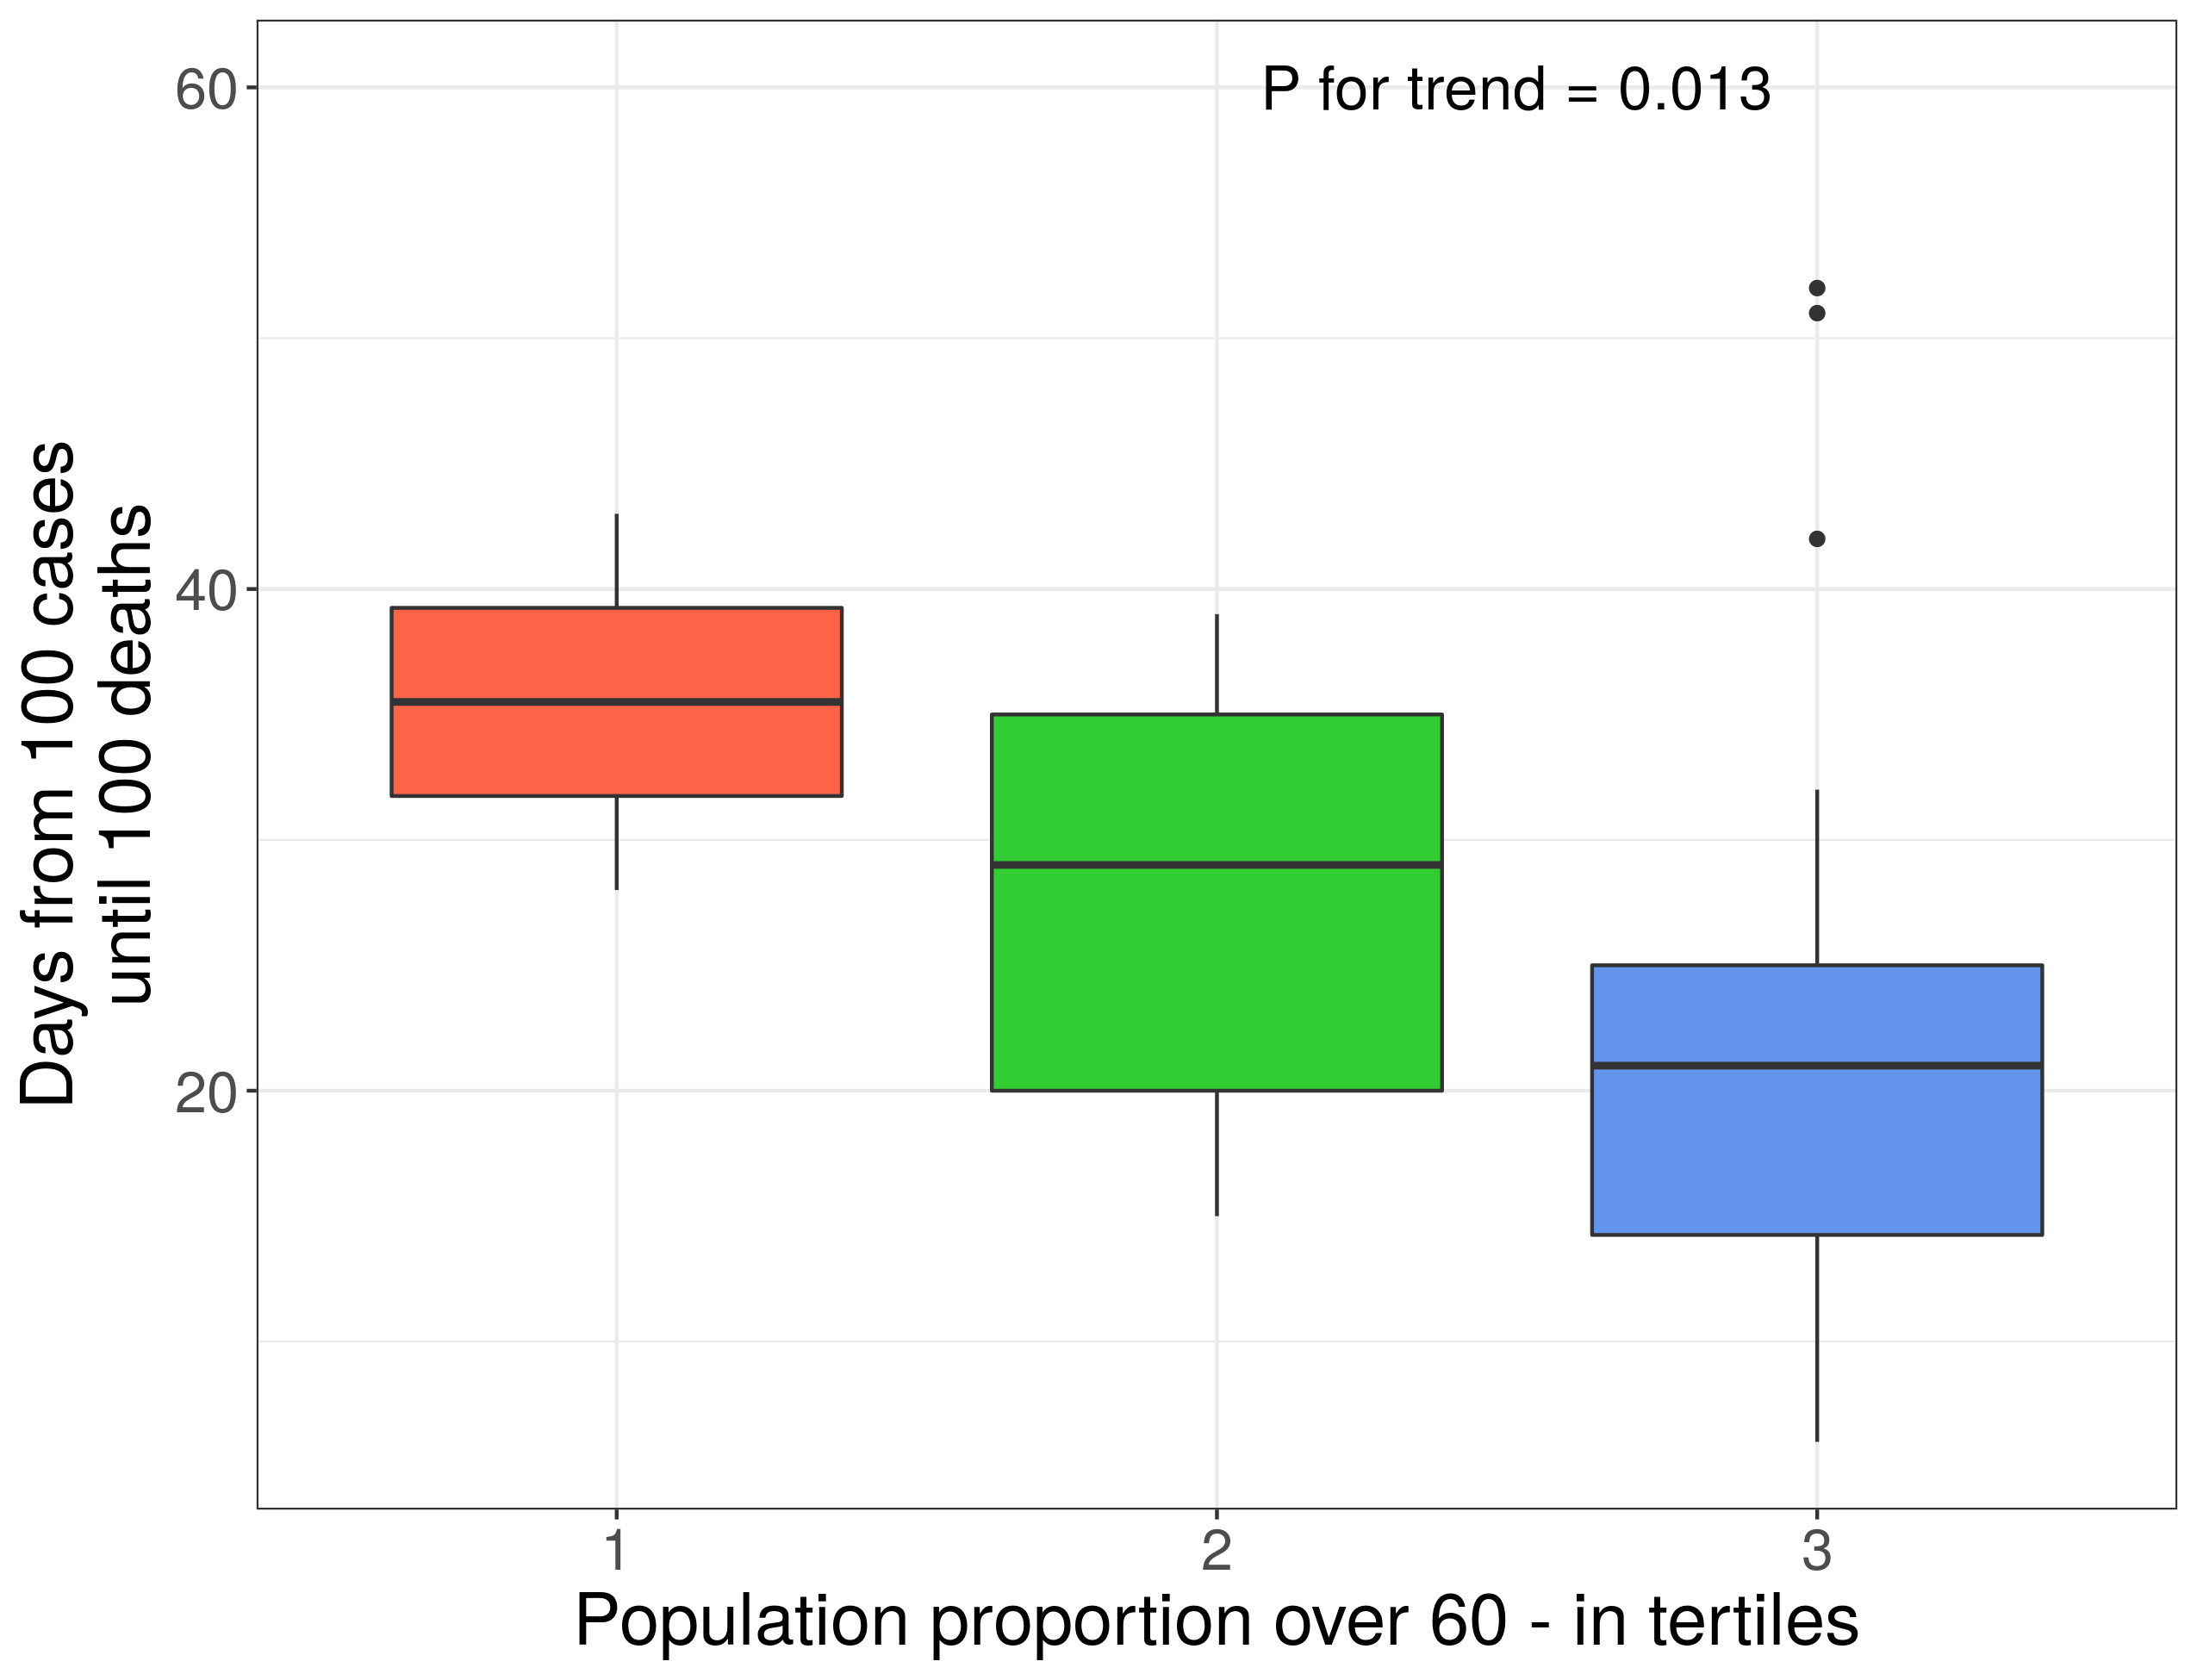 P for trend = 0.013
60
40
20
Days from 100 cases
until 100 deaths
1
2
3
Population proportion over 60 - in tertiles